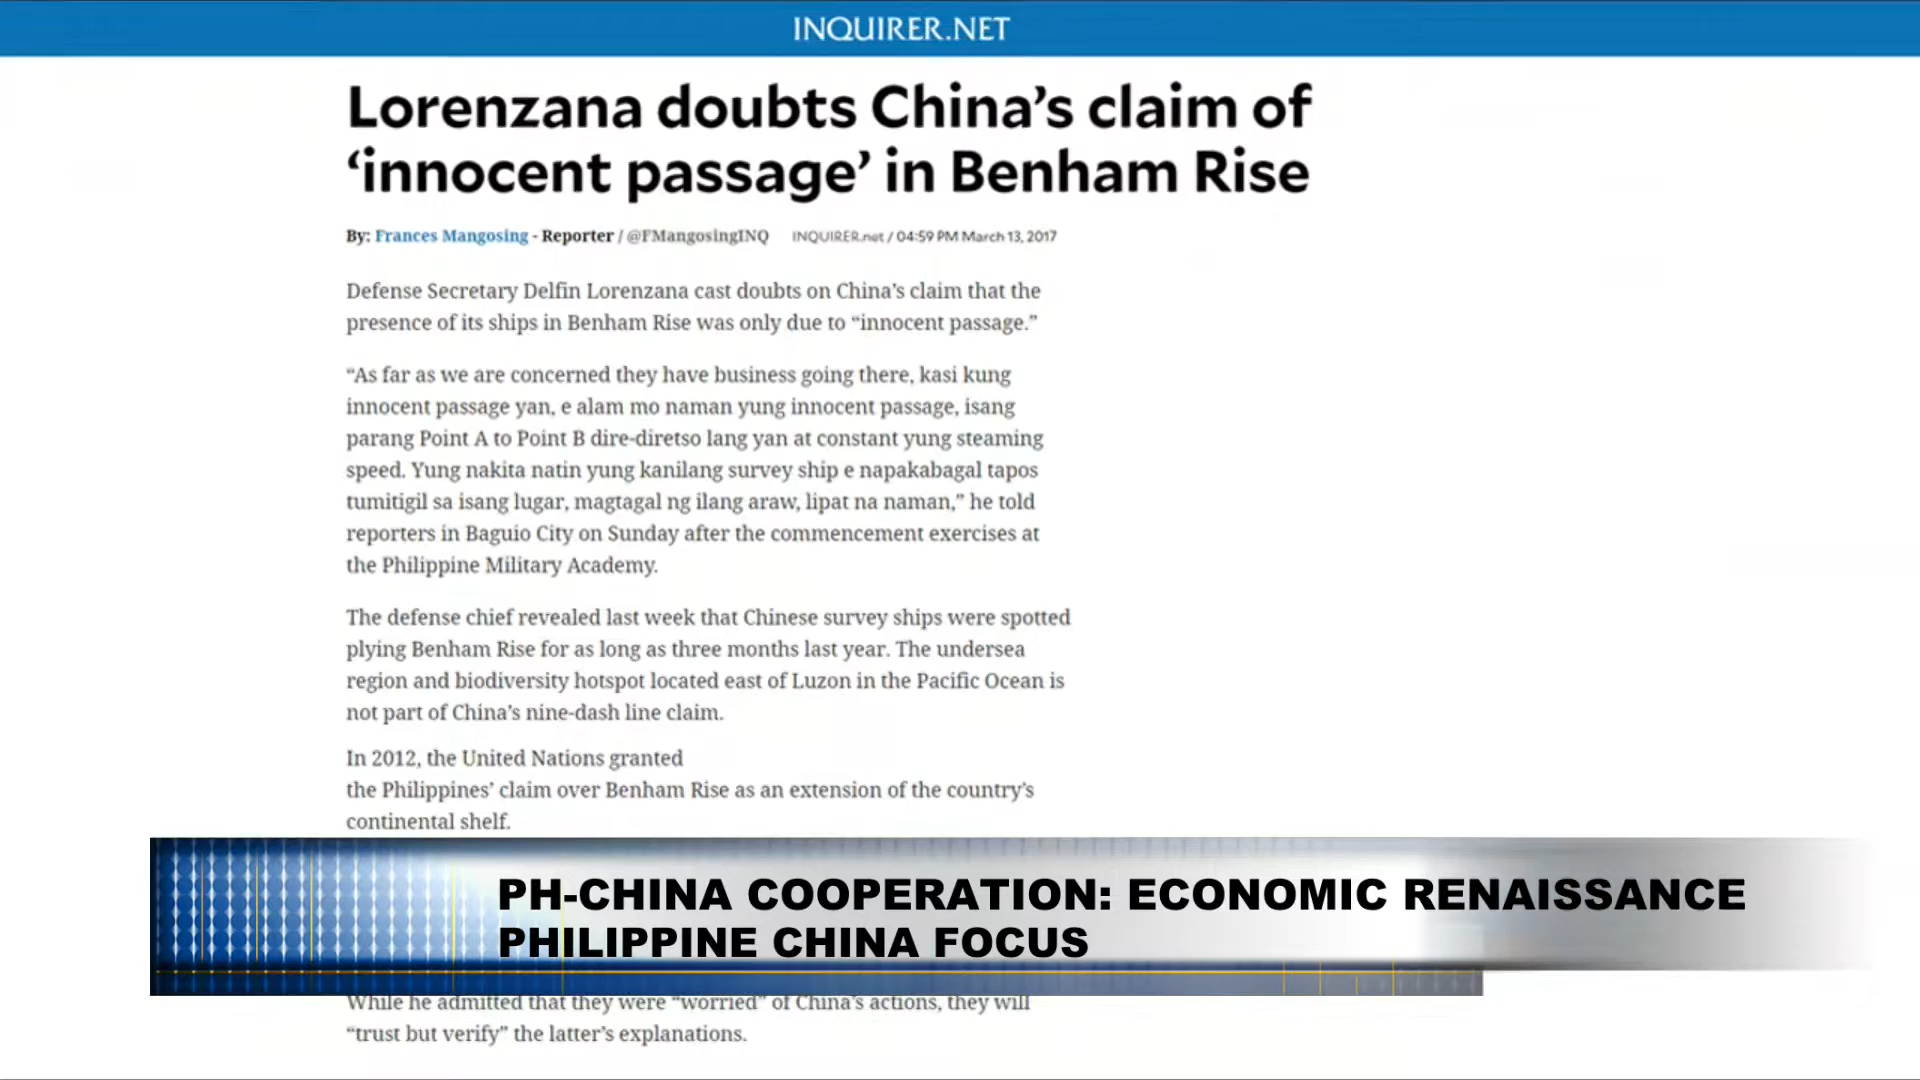 INQUIRER.NET
Lorenzana doubts China’s claim of
‘innocent passage’ in Benham Rise
By: Frances Mangosing - Reporter / @FMangosingINQ INQUIRER.net / 04:59 PM March 13, 2017
Defense Secretary Delfin Lorenzana cast doubts on China’s claim that the
presence of its ships in Benham Rise was only due to “innocent passage.”
“As far as we are concerned they have business going there, kasi kung
innocent passage yan, e alam mo naman yung innocent passage, isang
parang Point A to Point B dire-diretso lang yan at constant yung steaming
speed. Yung nakita natin yung kanilang survey ship e napakabagal tapos
tumitigil sa isang lugar, magtagal ng ilang araw, lipat na naman,” he told
reporters in Baguio City on Sunday after the commencement exercises at
the Philippine Military Academy.
The defense chief revealed last week that Chinese survey ships were spotted
plying Benham Rise for as long as three months last year. The undersea
region and biodiversity hotspot located east of Luzon in the Pacific Ocean is
not part of China’s nine-dash line claim.
In 2012, the United Nations granted
the Philippines’ claim over Benham Rise as an extension of the country’s
continental shelf.
PH-CHINA COOPERATION: ECONOMIC RENAISSANCE
PHILIPPINE CHINA FOCUS
While he admitted that they were “worried” of China’s actions, they will
“trust but verify” the latter’s explanations.